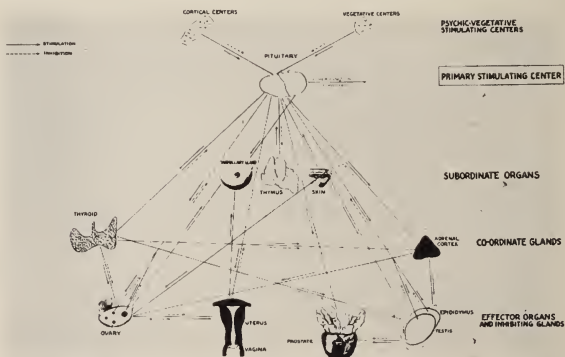 CORTICAL CENTERS
VEGETATIVE CENTERS
PSYCHIC-VEGETATIVE
STIMULATING CENTERS
STIMULATION
INHIBITION
PITUITARY
PRIMARY STIMULATING CENTER
MAMMILLARY GLAND
THYMUS
SKIN
SUBORDINATE ORGANS
THYROID
ADRENAL
CORTEX
CO-ORDINATE GLANDS
OVARY
UTERUS
VAGINA
PROSTATE
EPIDIDYMUS
TESTIS
EFFECTOR ORGANS
AND INHIBITING GLANDS